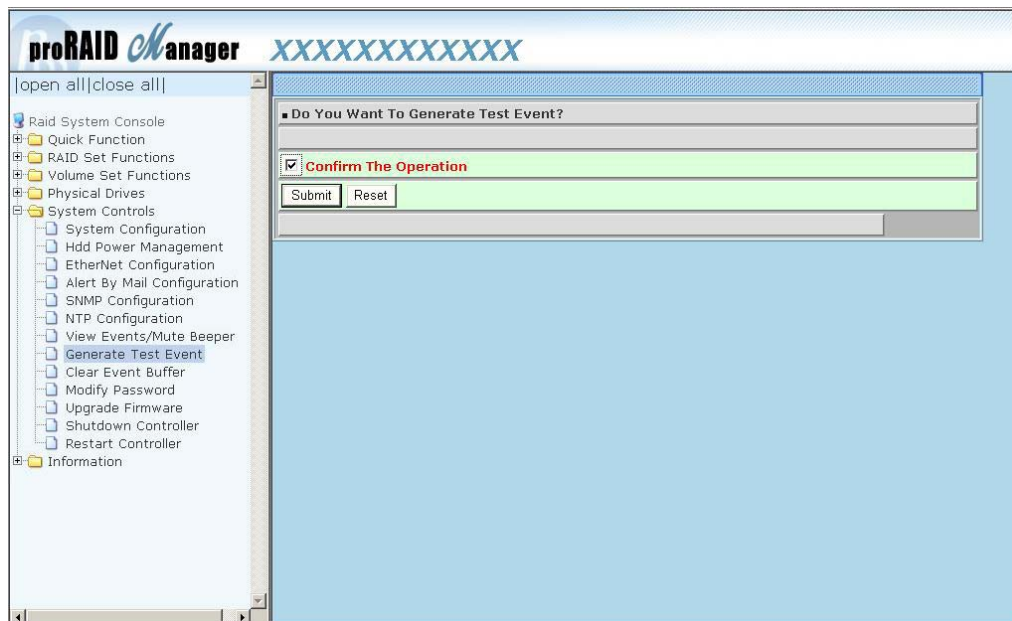 proRAID Manager XXXXXXXXXXXX
|open all|close all|
Raid System Console
Quick Function
RAID Set Functions
Volume Set Functions
Physical Drives
System Controls
System Configuration
Hdd Power Management
EtherNet Configuration
Alert By Mail Configuration
SNMP Configuration
NTP Configuration
View Events/Mute Beeper
Generate Test Event
Clear Event Buffer
Modify Password
Upgrade Firmware
Shutdown Controller
Restart Controller
Information
Do You Want To Generate Test Event?
Confirm The Operation
Submit Reset